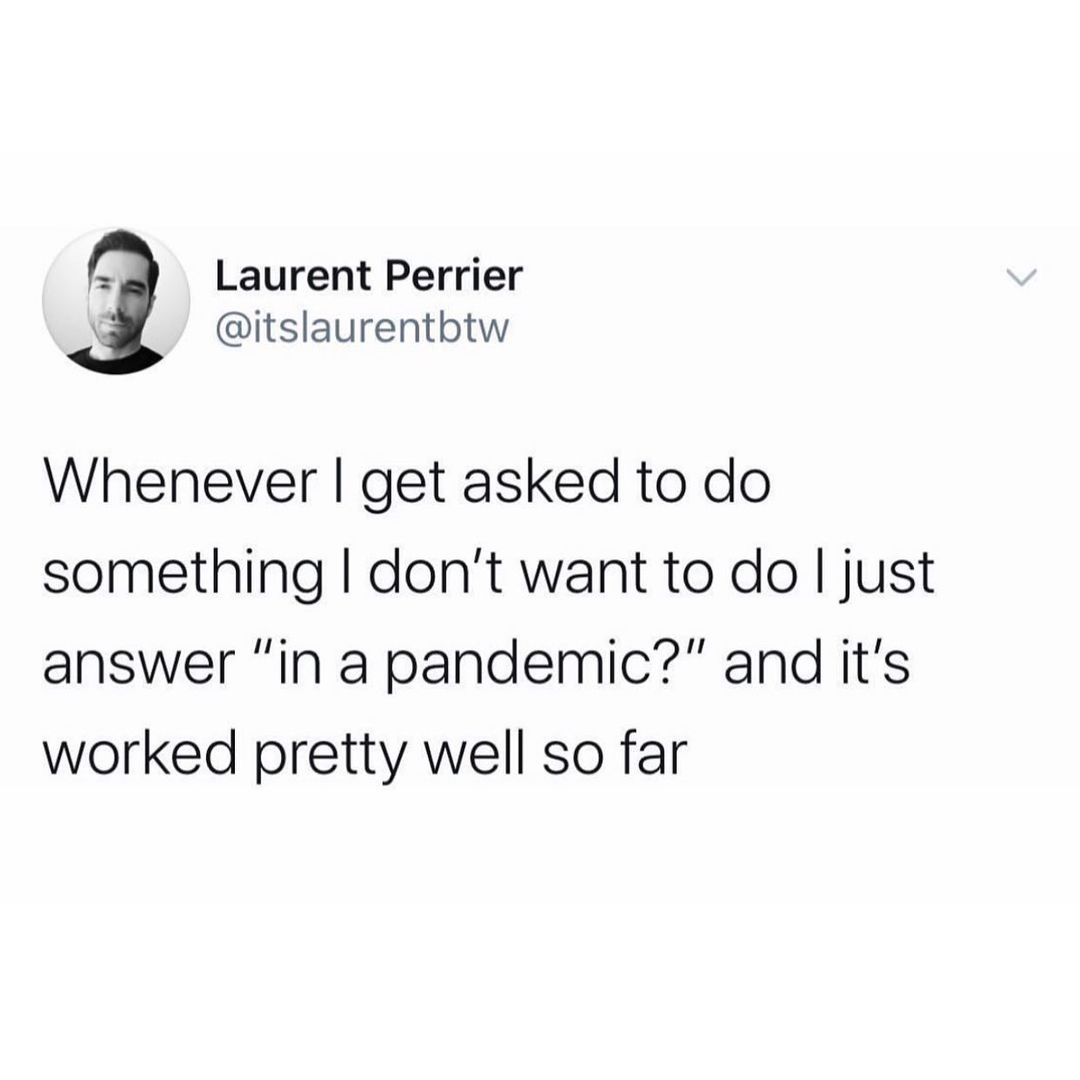 Laurent Perrier
@itslaurentbtw
Whenever I get asked to do
something I don't want to do I just
answer "in a pandemic?" and it's
worked pretty well so far